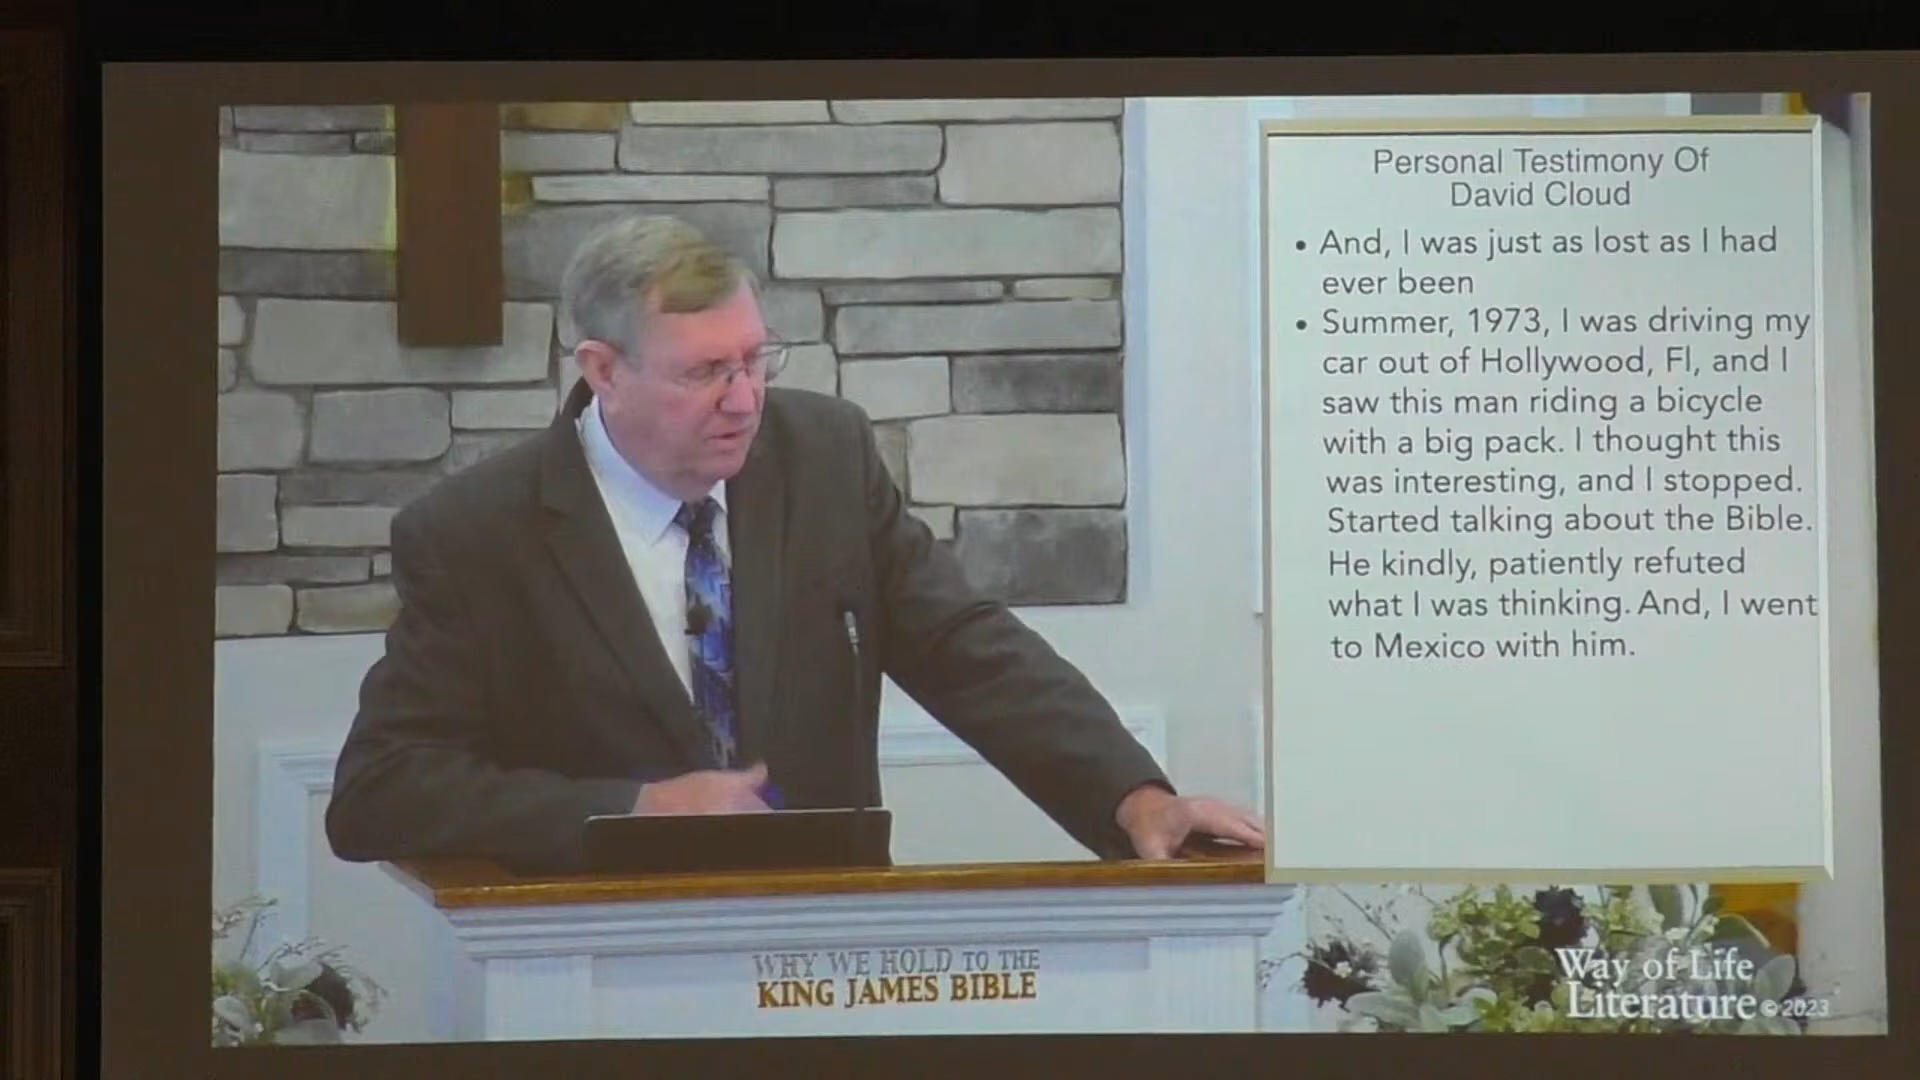 Personal Testimony Of
David Cloud
• And, I was just as lost as I had
ever been
• Summer, 1973, I was driving my
car out of Hollywood, Fl, and I
saw this man riding a bicycle
with a big pack. I thought this
was interesting, and I stopped.
Started talking about the Bible.
He kindly, patiently refuted
what I was thinking. And, I went
to Mexico with him.
WHY WE HOLD TO THE
KING JAMES BIBLE
Way of Life
Literature © 2023